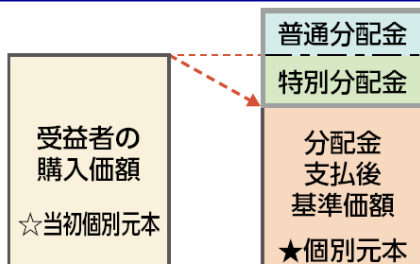 普通分配金
特別分配金
受益者の
購入価額
☆当初個別元本
分配金
支払後
基準価額
★個別元本